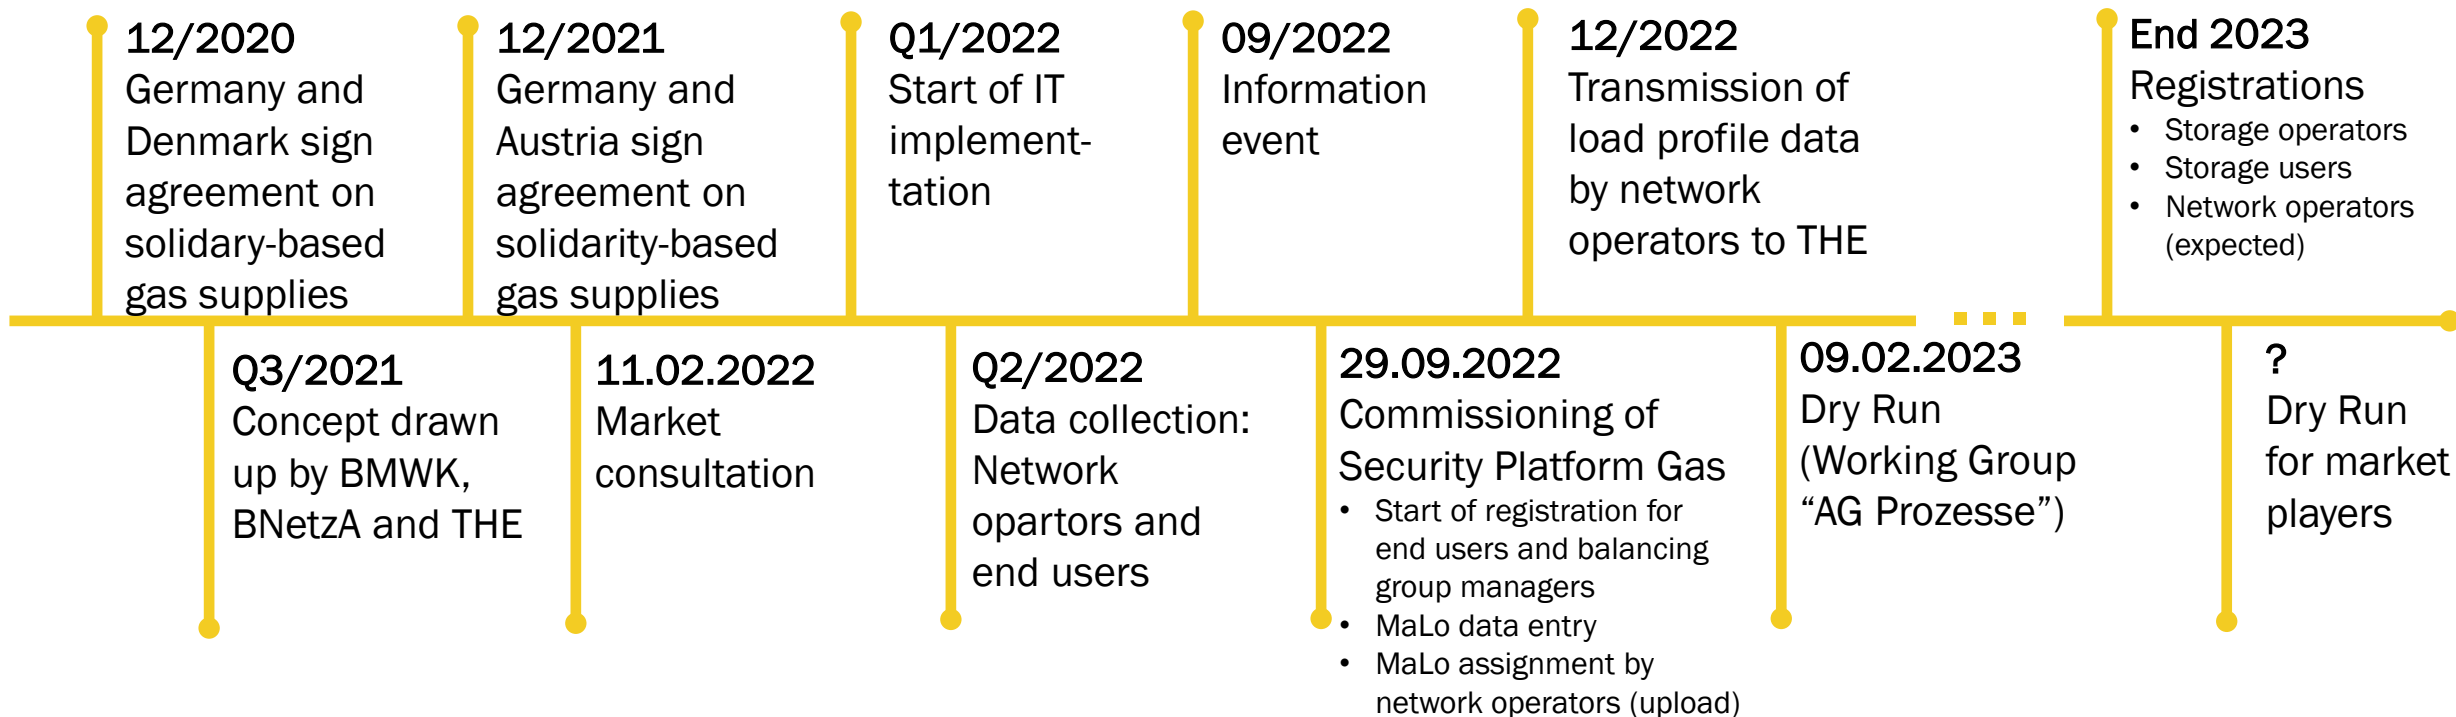 12/2020
Germany and
Denmark sign
agreement on
solidary-based
gas supplies
Q3/2021
Concept drawn
up by BMWK,
BNetzA and THE
12/2021
Germany and
Austria sign
agreement on
solidarity-based
gas supplies
11.02.2022
Market
consultation
Q1/2022
Start of IT
implement-
tation
Q2/2022
Data collection:
Network
opartors and
end users
09/2022
Information
event
29.09.2022
Commissioning of
Security Platform Gas
• Start of registration for
end users and balancing
group managers
• MaLo data entry
• MaLo assignment by
network operators (upload)
12/2022
Transmission of
load profile data
by network
operators to THE
09.02.2023
Dry Run
(Working Group
“AG Prozesse”)
End 2023
Registrations
• Storage operators
• Storage users
• Network operators
(expected)
?
Dry Run
for market
players